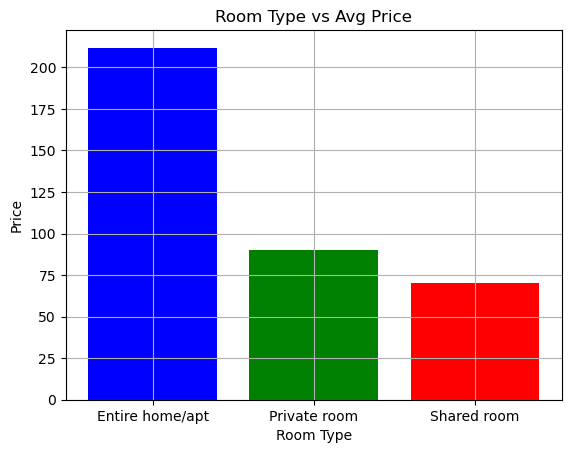 Room Type vs Avg Price
Price
200
175
150
125
100
75
50
25
0
Entire home/apt Private room Shared room
Room Type